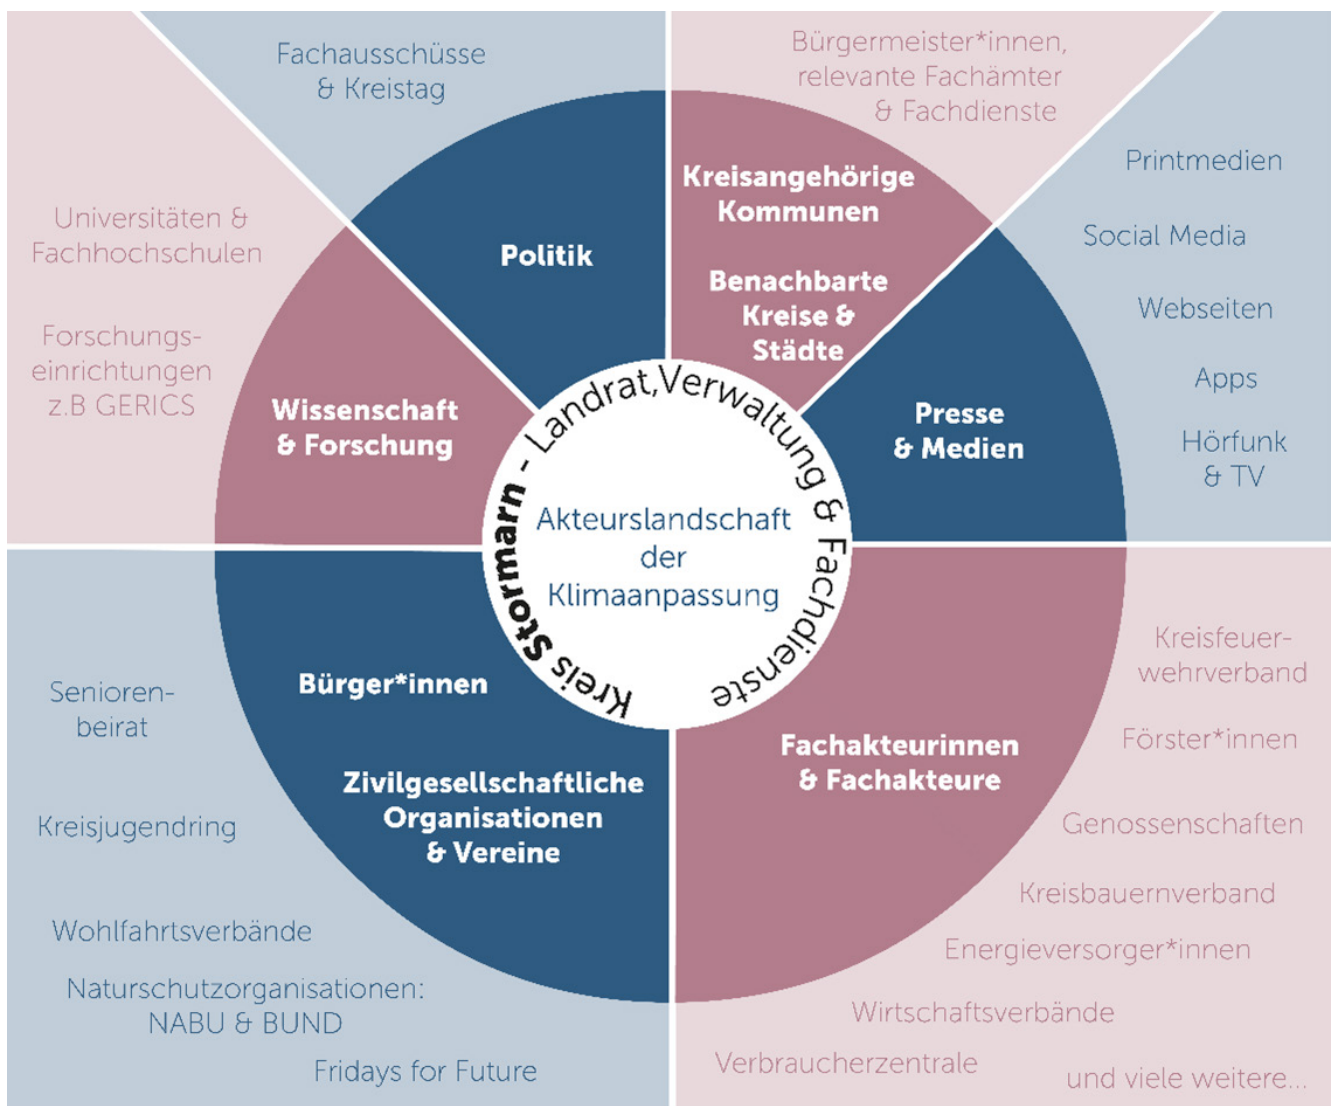 Fachausschüsse
& Kreistag
Bürgermeister*innen,
relevante Fachämter
& Fachdienste
Politik
Kreisangehörige
Kommunen
Benachbarte
Kreise &
Städte
Printmedien
Social Media
Webseiten
Apps
Hörfunk
& TV
Presse
& Medien
Universitäten &
Fachhochschulen
Forschungs-
einrichtungen
z.B GERICS
Wissenschaft
& Forschung
Kreis Stormarn - Landrat,Verwaltung & Fachdienste
Akteurslandschaft
der
Klimaanpassung
Bürger*innen
Zivilgesellschaftliche
Organisationen
& Vereine
Senioren-
beirat
Kreisjugendring
Wohlfahrtsverbände
Naturschutzorganisationen:
NABU & BUND
Fridays for Future
Fachakteurinnen
& Fachakteure
Kreisfeuer-
wehrverband
Förster*innen
Genossenschaften
Kreisbauernverband
Energieversorger*innen
Wirtschaftsverbände
Verbraucherzentrale
und viele weitere...